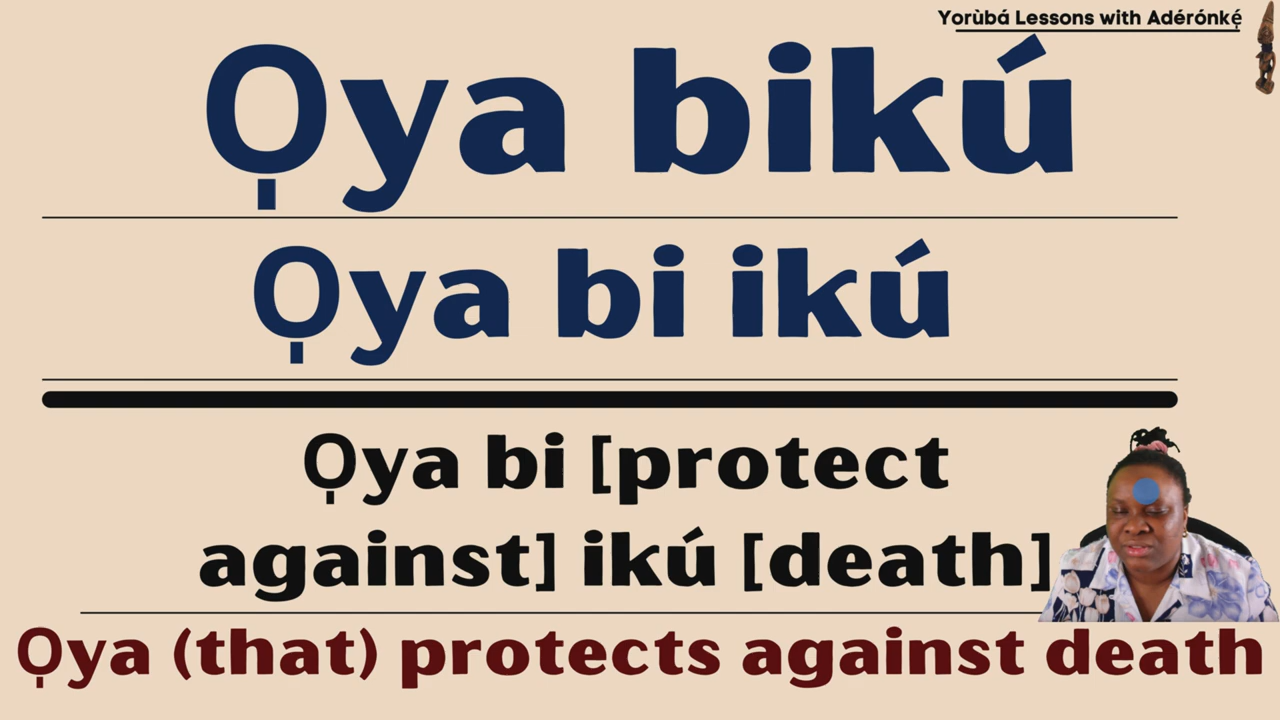 Yorùbá Lessons with Adérónkẹ́
Ọya bikú
Ọya bi ikú
Ọya bi [protect
against] ikú [death]
Ọya (that) protects against death